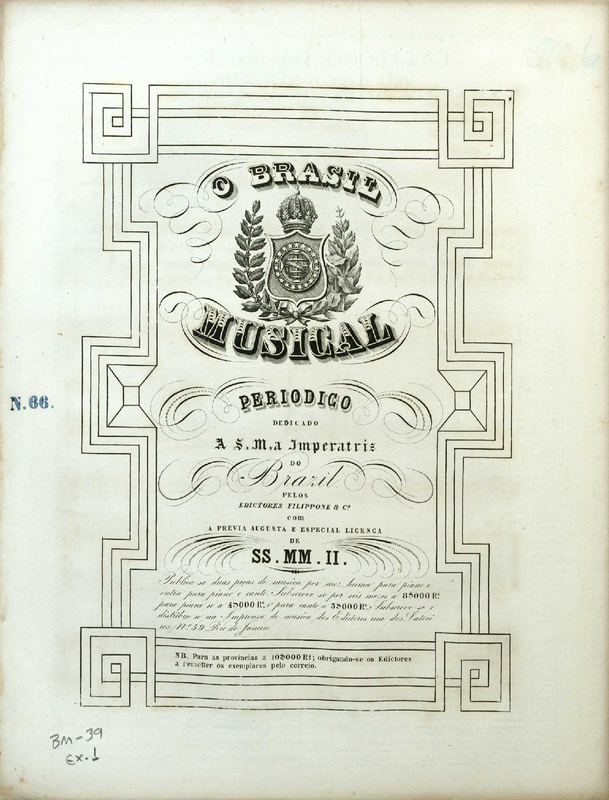 O BRASIL
MUSICAL
N.66.
PERIODICO
DEDICADO
A S.M.a Imperatriz
DO
Brazil
PELOS
EDICTORES FILIPPONE & Cª
com
A PREVIA AUGUSTA E ESPECIAL LICENCA
DE
SS.MM.II.
Publica se duas peças de musica por mez, huma para piano e
outra para piano e canto. Subscreve se por seis mezes a 8$000 Rˢ
para piano se a 4$000 Rˢ, e para canto a 5$000 Rˢ. Subscreve se e
distribue se na Imprensa de musica dos Editores rua dos Latoei
ros, Nº 59 Rio de Janeiro.
NB. Para as provincias a 10$000 Rˢ; obrigando-se os Edictores
a remetter os exemplares pelo correio.
BM-39
Ex.1